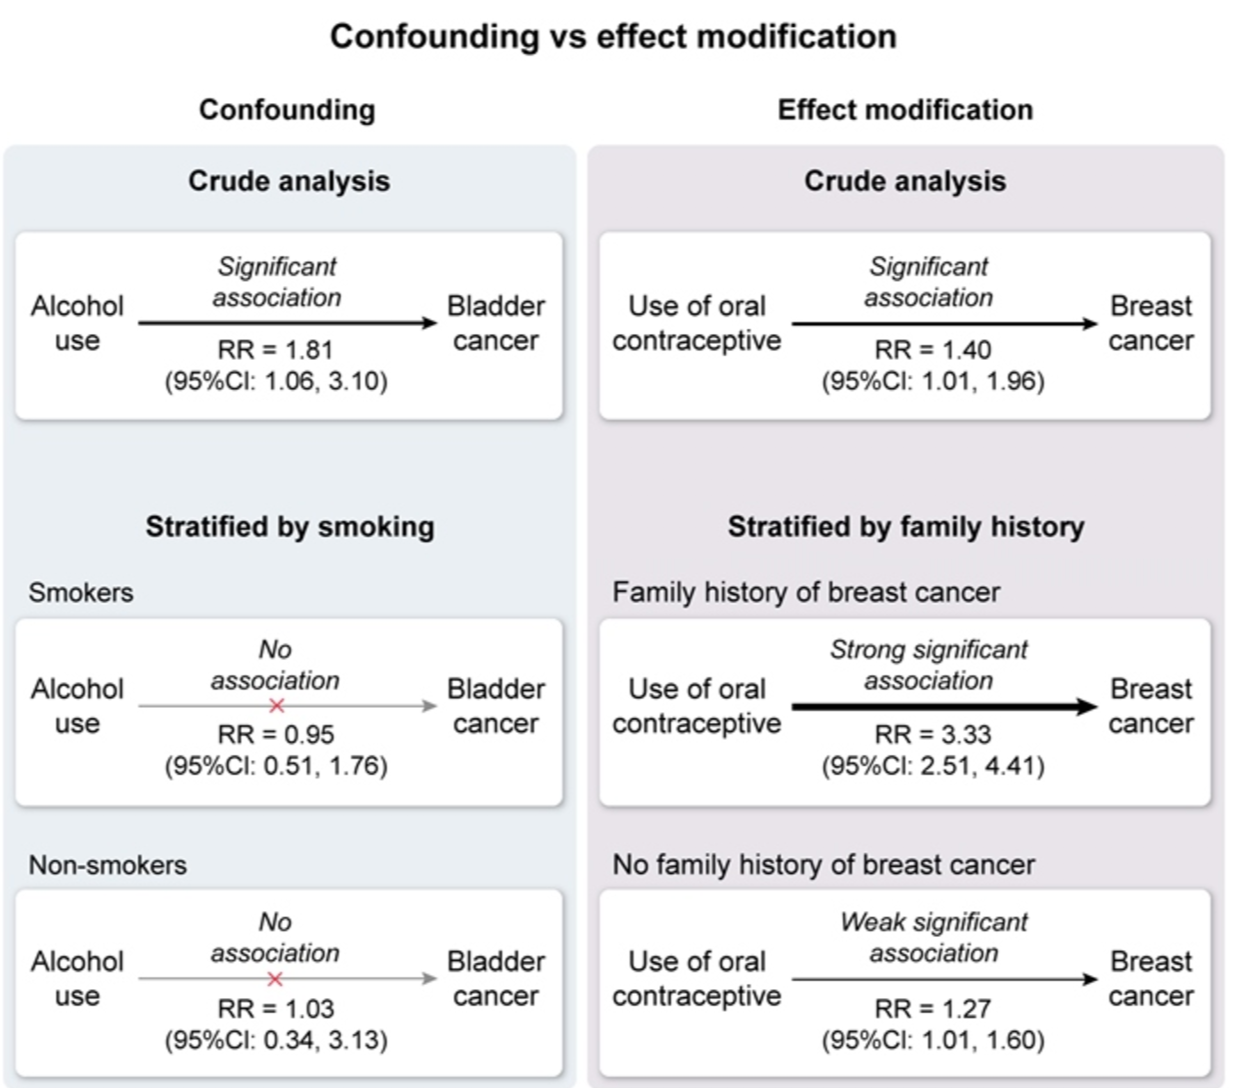 Confounding vs effect modification
Confounding
Crude analysis
Alcohol
use
Significant
association
RR = 1.81
(95%CI: 1.06, 3.10)
Bladder
cancer
Stratified by smoking
Smokers
Alcohol
use
No
association
RR = 0.95
(95%CI: 0.51, 1.76)
Bladder
cancer
Non-smokers
Alcohol
use
No
association
RR = 1.03
(95%CI: 0.34, 3.13)
Bladder
cancer
Effect modification
Crude analysis
Use of oral
contraceptive
Significant
association
RR = 1.40
(95%CI: 1.01, 1.96)
Breast
cancer
Stratified by family history
Family history of breast cancer
Use of oral
contraceptive
Strong significant
association
RR = 3.33
(95%CI: 2.51, 4.41)
Breast
cancer
No family history of breast cancer
Use of oral
contraceptive
Weak significant
association
RR = 1.27
(95%CI: 1.01, 1.60)
Breast
cancer